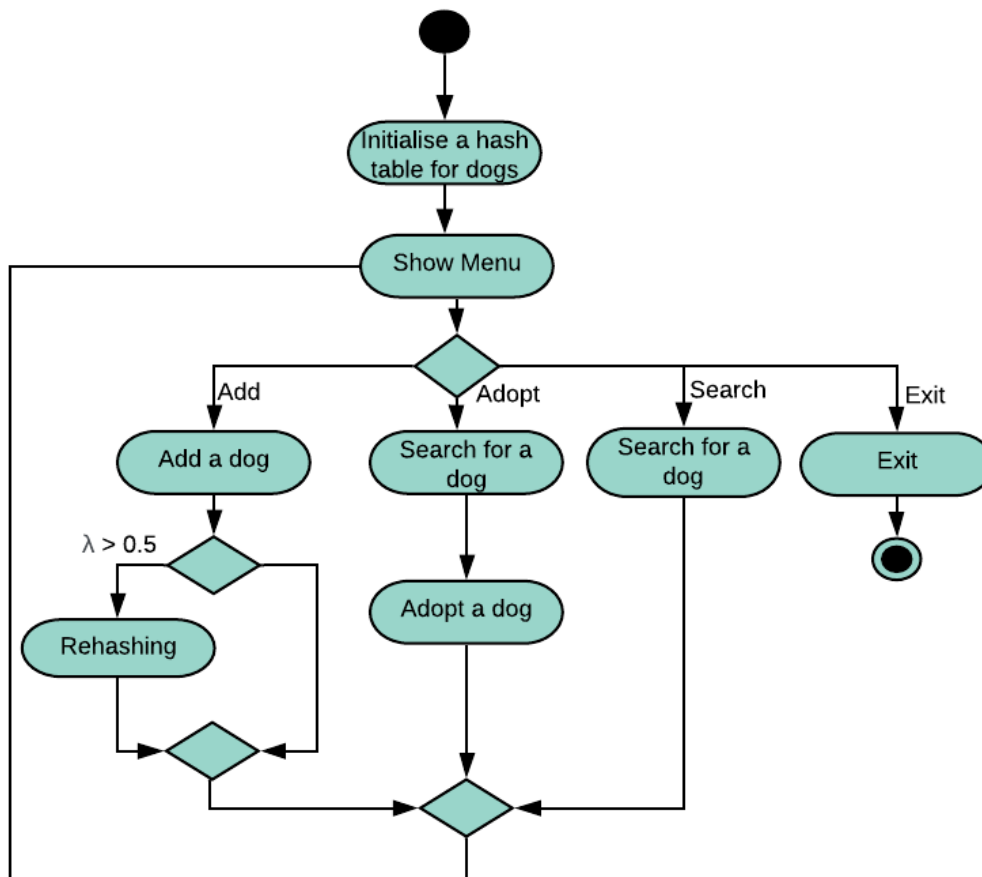 Initialise a hash
table for dogs
Show Menu
Add
Adopt
Search
Exit
Add a dog
Search for a
dog
Search for a
dog
Exit
λ > 0.5
Adopt a dog
Rehashing